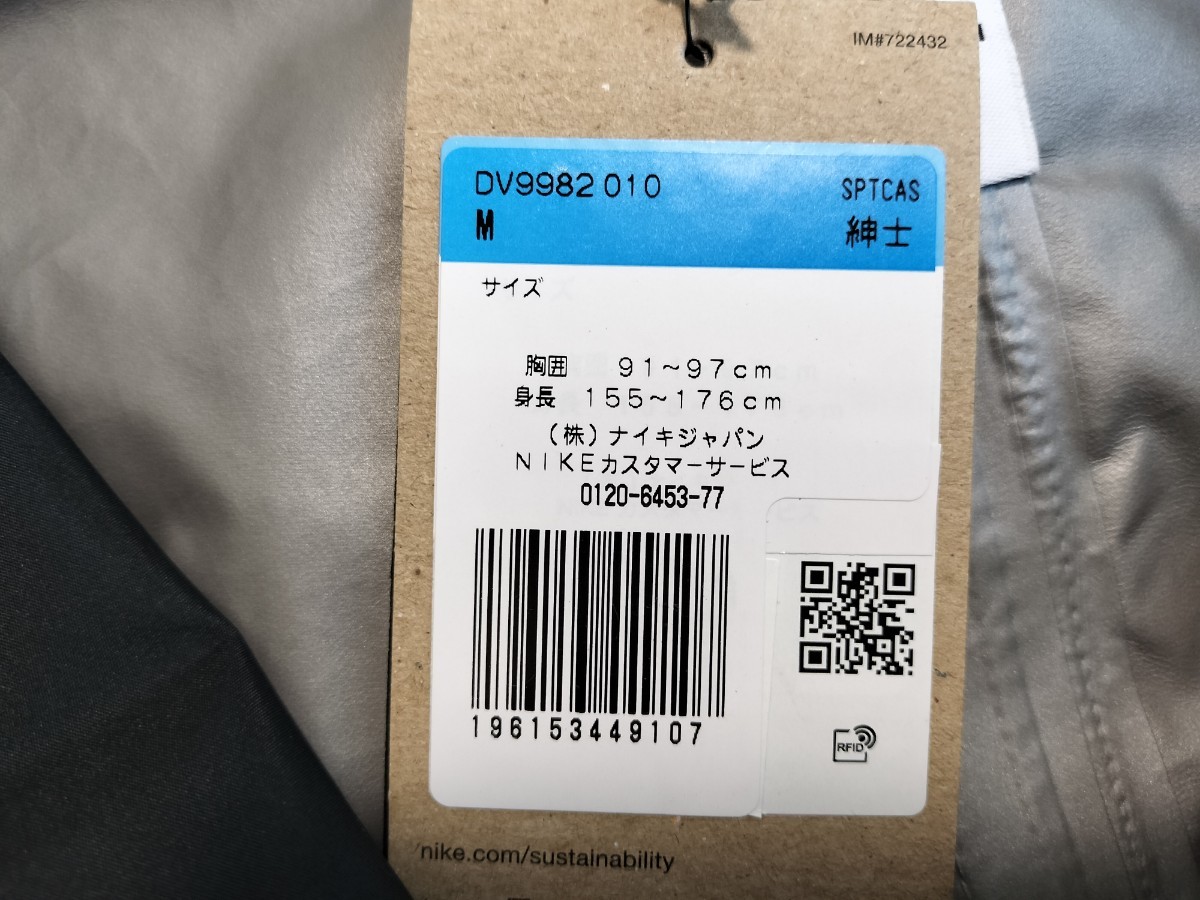 IM#722432
DV9982 010
SPTCAS
M
紳士
サイズ
胸囲 91~97cm
身長 155~176cm
(株)ナイキジャパン
NIKEカスタマーサービス
0120-6453-77
196153449107
RFID
nike.com/sustainability